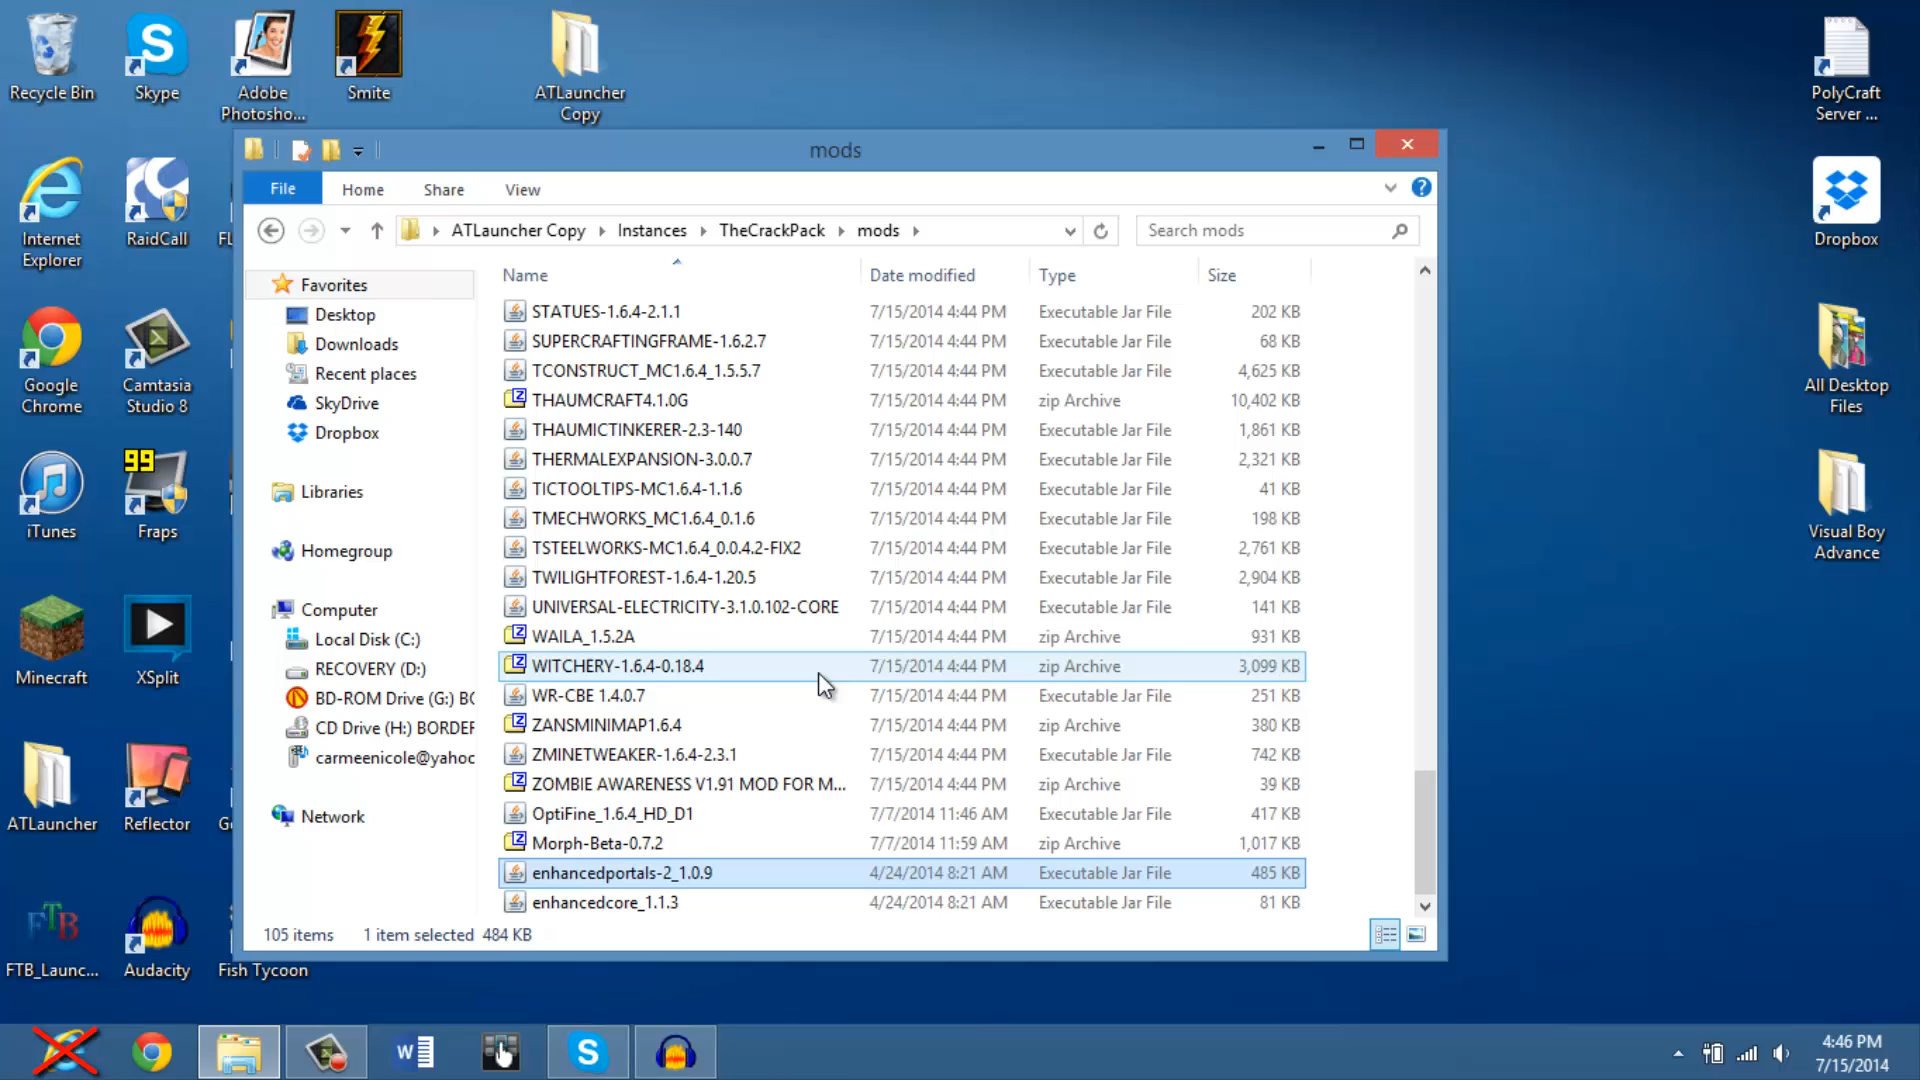 Recycle Bin
Skype
Adobe
Photosho...
Smite
ATLauncher
Copy
PolyCraft
Server ...
Internet
Explorer
RaidCall
FL
Dropbox
Google
Chrome
Camtasia
Studio 8
All Desktop
Files
iTunes
99
Fraps
Visual Boy
Advance
Minecraft
XSplit
ATLauncher
Reflector
Ge
FTB
FTB_Launc...
Audacity
Fish Tycoon
mods
File
Home
Share
View
ATLauncher Copy
Instances
TheCrackPack
mods
Search mods
Favorites
Desktop
Downloads
Recent places
SkyDrive
Dropbox
Libraries
Homegroup
Computer
Local Disk (C:)
RECOVERY (D:)
BD-ROM Drive (G:) BO
CD Drive (H:) BORDER
carmeenicole@yahoo
Network
Name Date modified Type Size
STATUES-1.6.4-2.1.1 7/15/2014 4:44 PM Executable Jar File 202 KB
SUPERCRAFTINGFRAME-1.6.2.7 7/15/2014 4:44 PM Executable Jar File 68 KB
TCONSTRUCT_MC1.6.4_1.5.5.7 7/15/2014 4:44 PM Executable Jar File 4,625 KB
THAUMCRAFT4.1.0G 7/15/2014 4:44 PM zip Archive 10,402 KB
THAUMICTINKERER-2.3-140 7/15/2014 4:44 PM Executable Jar File 1,861 KB
THERMALEXPANSION-3.0.0.7 7/15/2014 4:44 PM Executable Jar File 2,321 KB
TICTOOLTIPS-MC1.6.4-1.1.6 7/15/2014 4:44 PM Executable Jar File 41 KB
TMECHWORKS_MC1.6.4_0.1.6 7/15/2014 4:44 PM Executable Jar File 198 KB
TSTEELWORKS-MC1.6.4_0.0.4.2-FIX2 7/15/2014 4:44 PM Executable Jar File 2,761 KB
TWILIGHTFOREST-1.6.4-1.20.5 7/15/2014 4:44 PM Executable Jar File 2,904 KB
UNIVERSAL-ELECTRICITY-3.1.0.102-CORE 7/15/2014 4:44 PM Executable Jar File 141 KB
WAILA_1.5.2A 7/15/2014 4:44 PM zip Archive 931 KB
WITCHERY-1.6.4-0.18.4 7/15/2014 4:44 PM zip Archive 3,099 KB
WR-CBE 1.4.0.7 7/15/2014 4:44 PM Executable Jar File 251 KB
ZANSMINIMAP1.6.4 7/15/2014 4:44 PM zip Archive 380 KB
ZMINETWEAKER-1.6.4-2.3.1 7/15/2014 4:44 PM Executable Jar File 742 KB
ZOMBIE AWARENESS V1.91 MOD FOR M... 7/15/2014 4:44 PM zip Archive 39 KB
OptiFine_1.6.4_HD_D1 7/7/2014 11:46 AM Executable Jar File 417 KB
Morph-Beta-0.7.2 7/7/2014 11:59 AM zip Archive 1,017 KB
enhancedportals-2_1.0.9 4/24/2014 8:21 AM Executable Jar File 485 KB
enhancedcore_1.1.3 4/24/2014 8:21 AM Executable Jar File 81 KB
105 items 1 item selected 484 KB
4:46 PM
7/15/2014